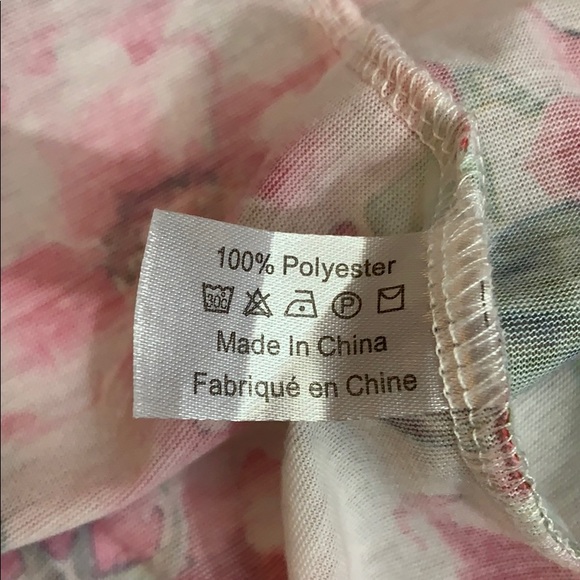 100% Polyester
30° P
Made In China
Fabriqué en Chine